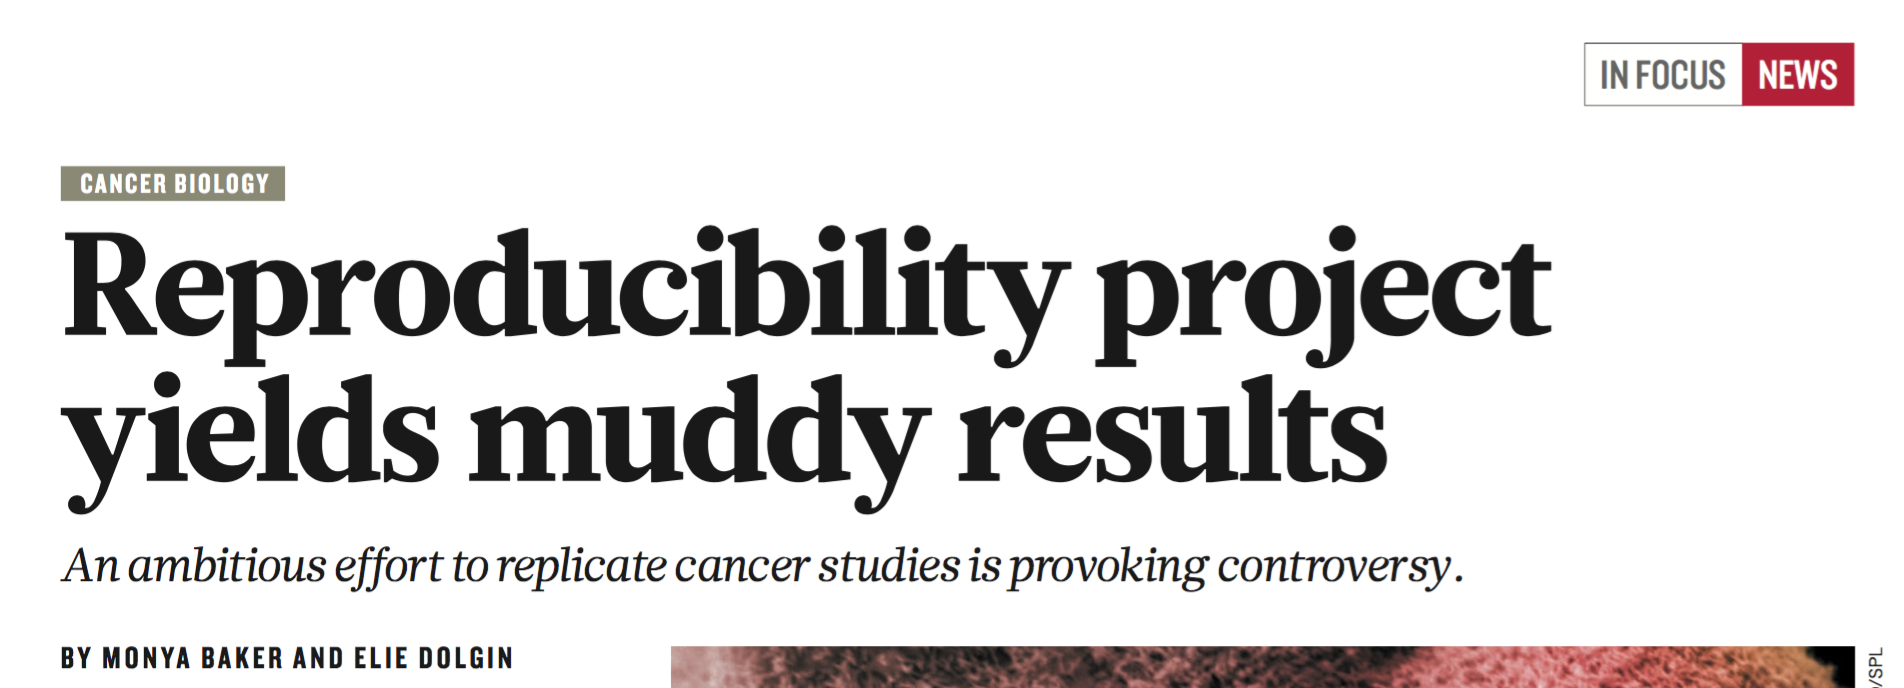 IN FOCUS NEWS
CANCER BIOLOGY
Reproducibility project
yields muddy results
An ambitious effort to replicate cancer studies is provoking controversy.
BY MONYA BAKER AND ELIE DOLGIN
/SPL